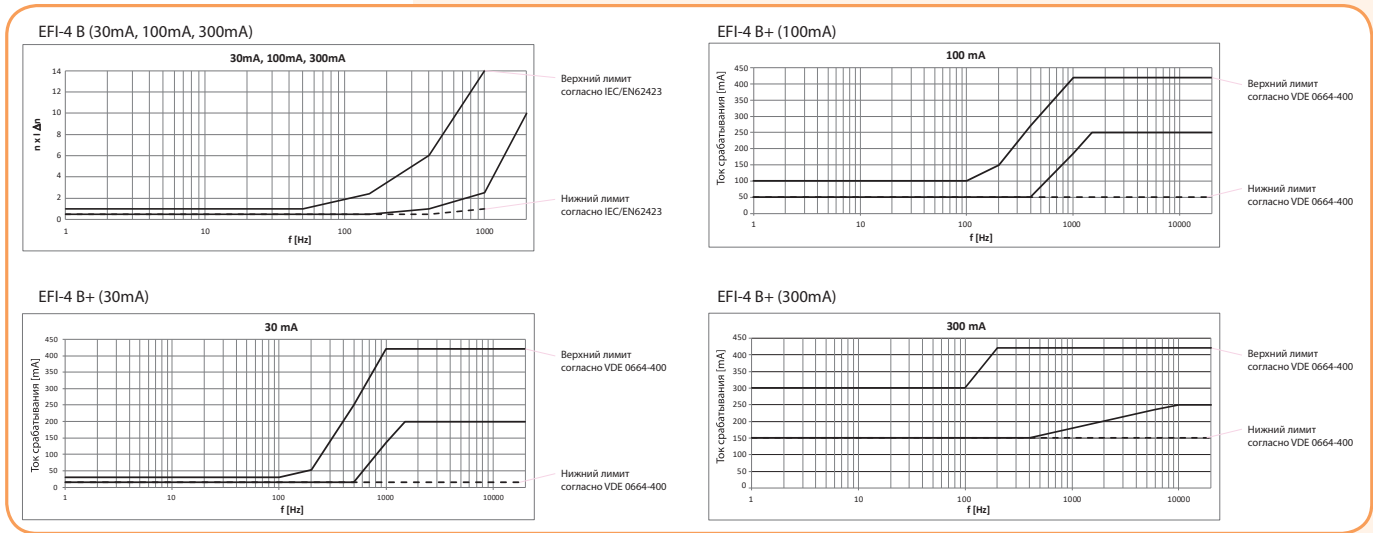 EFI-4 B (30mA, 100mA, 300mA)
30mA, 100mA, 300mA
n x I Δn
14
12
10
8
6
4
2
0
1
10
100
1000
f [Hz]
Верхний лимит
согласно IEC/EN62423
Нижний лимит
согласно IEC/EN62423
EFI-4 B+ (100mA)
100 mA
Ток срабатывания [mA]
450
400
350
300
250
200
150
100
50
0
1
10
100
1000
10000
f [Hz]
Верхний лимит
согласно VDE 0664-400
Нижний лимит
согласно VDE 0664-400
EFI-4 B+ (30mA)
30 mA
Ток срабатывания [mA]
450
400
350
300
250
200
150
100
50
0
1
10
100
1000
10000
f [Hz]
Верхний лимит
согласно VDE 0664-400
Нижний лимит
согласно VDE 0664-400
EFI-4 B+ (300mA)
300 mA
Ток срабатывания [mA]
450
400
350
300
250
200
150
100
50
0
1
10
100
1000
10000
f [Hz]
Верхний лимит
согласно VDE 0664-400
Нижний лимит
согласно VDE 0664-400